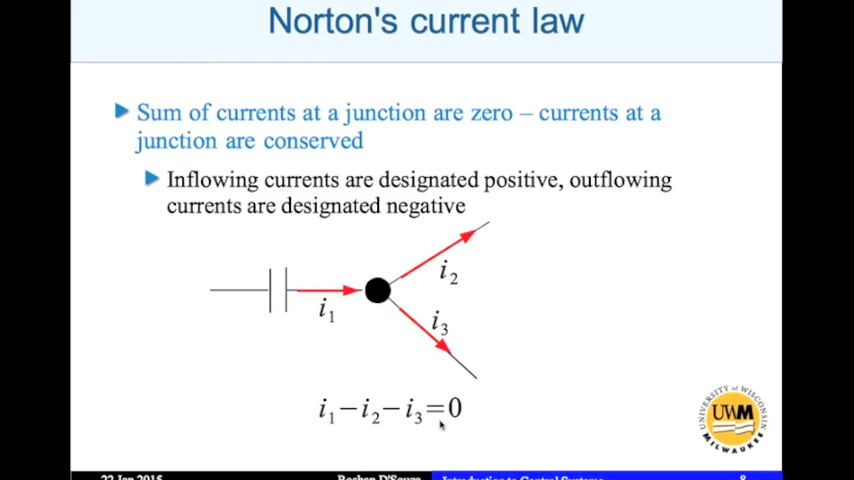 Norton's current law
Sum of currents at a junction are zero – currents at a
junction are conserved
Inflowing currents are designated positive, outflowing
currents are designated negative
i₂
i₁
i₃
i₁−i₂−i₃=0
UNIVERSITY of WISCONSIN
UWM
MILWAUKEE
22 Jan 2015 Roshan D'Souza Introduction to Control Systems 8